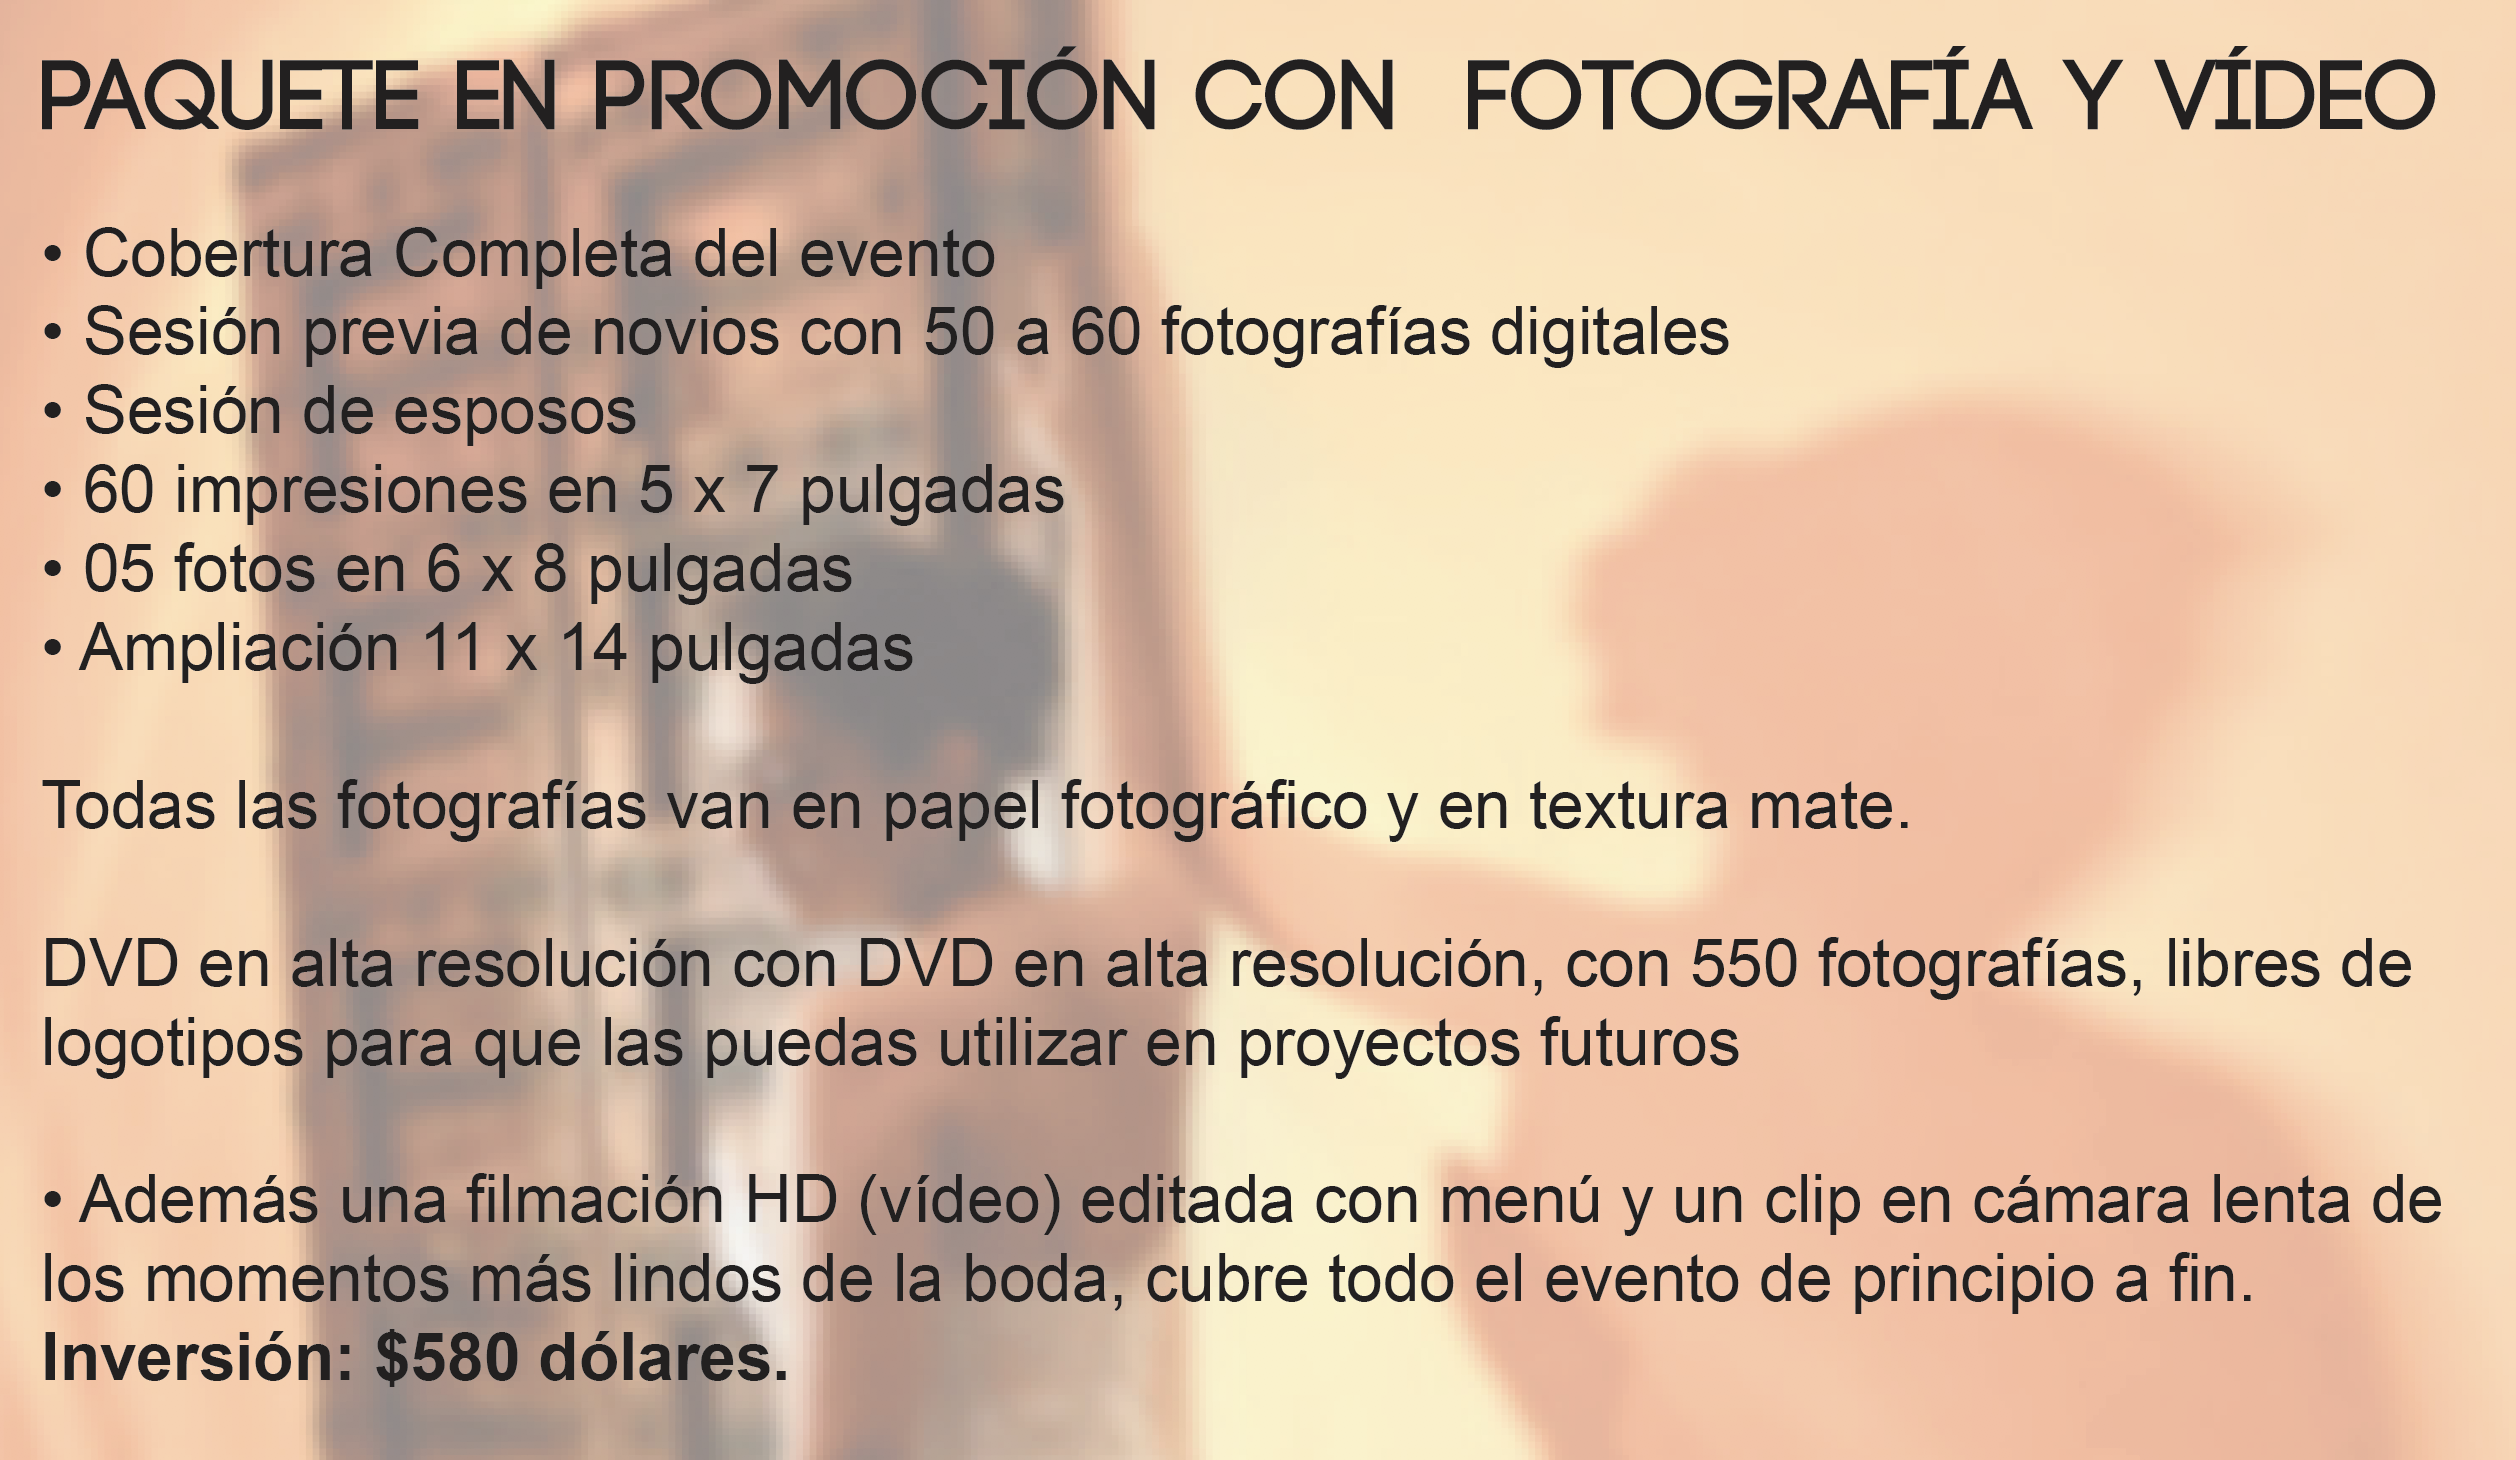 PAQUETE EN PROMOCIÓN CON FOTOGRAFÍA Y VÍDEO
• Cobertura Completa del evento
• Sesión previa de novios con 50 a 60 fotografías digitales
• Sesión de esposos
• 60 impresiones en 5 x 7 pulgadas
• 05 fotos en 6 x 8 pulgadas
• Ampliación 11 x 14 pulgadas
Todas las fotografías van en papel fotográfico y en textura mate.
DVD en alta resolución con DVD en alta resolución, con 550 fotografías, libres de
logotipos para que las puedas utilizar en proyectos futuros
• Además una filmación HD (vídeo) editada con menú y un clip en cámara lenta de
los momentos más lindos de la boda, cubre todo el evento de principio a fin.
Inversión: $580 dólares.